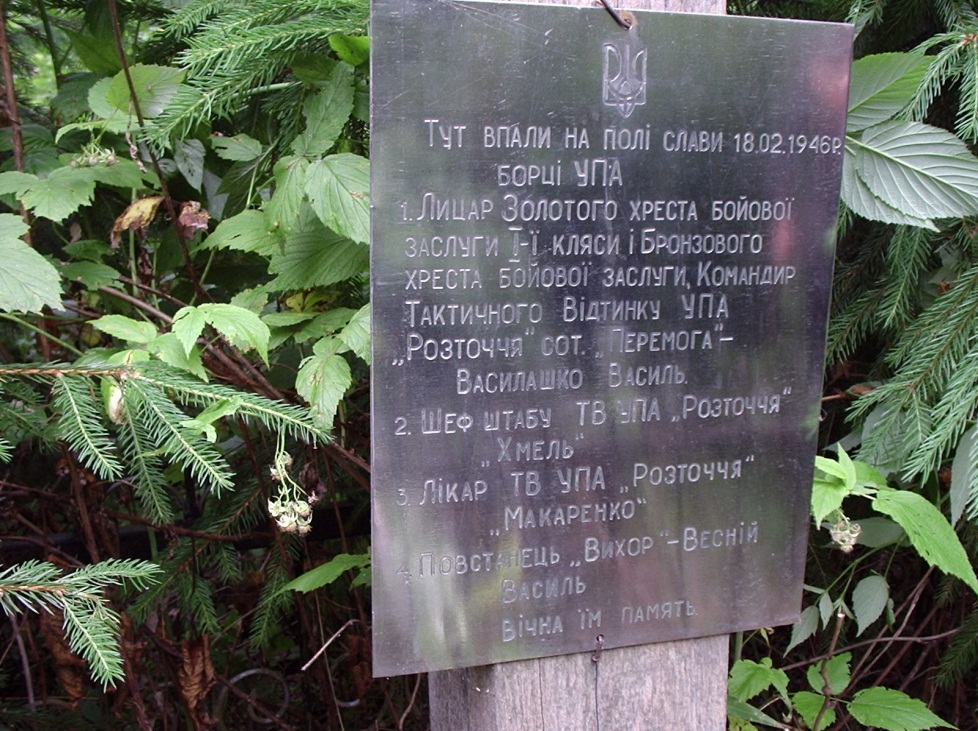 Тут впали на полі слави 18.02.1946р.
борці УПА
1. Лицар Золотого хреста бойової
заслуги І-ї кляси і Бронзового
хреста бойової заслуги, Командир
Тактичного Відтинку УПА
„Розточчя“ сот. „Перемога“-
Василашко Василь.
2. Шеф штабу ТВ УПА „Розточчя“
„Хмель“
3. Лікар ТВ УПА „Розточчя“
„Макаренко“
4. Повстанець „Вихор“-Весній
Василь
Вічна їм память.